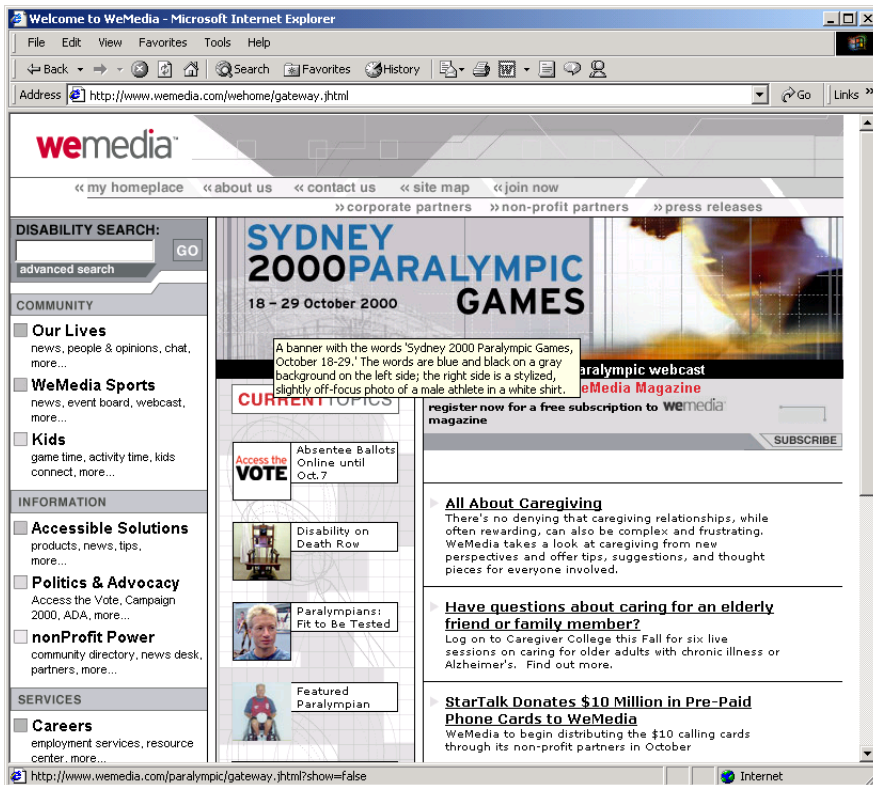 Welcome to WeMedia - Microsoft Internet Explorer
File Edit View Favorites Tools Help
Back Search Favorites History
Address http://www.wemedia.com/wehome/gateway.jhtml Go Links »
wemedia™
« my homeplace « about us « contact us « site map « join now
» corporate partners » non-profit partners » press releases
DISABILITY SEARCH:
GO
advanced search
COMMUNITY
Our Lives
news, people & opinions, chat,
more...
WeMedia Sports
news, event board, webcast,
more...
Kids
game time, activity time, kids
connect, more...
INFORMATION
Accessible Solutions
products, news, tips,
more...
Politics & Advocacy
Access the Vote, Campaign
2000, ADA, more...
nonProfit Power
community directory, news desk,
partners, more...
SERVICES
Careers
employment services, resource
center, more...
SYDNEY
2000PARALYMPIC
18 – 29 October 2000 GAMES
A banner with the words 'Sydney 2000 Paralympic Games,
October 18-29.' The words are blue and black on a gray
background on the left side; the right side is a stylized,
slightly off-focus photo of a male athlete in a white shirt.
aralympic webcast
CURRENTTOPICS
Access the
VOTE
Absentee Ballots
Online until
Oct.7
Disability on
Death Row
Paralympians:
Fit to Be Tested
Featured
Paralympian
eMedia Magazine
register now for a free subscription to wemedia
magazine
SUBSCRIBE
All About Caregiving
There's no denying that caregiving relationships, while
often rewarding, can also be complex and frustrating.
WeMedia takes a look at caregiving from new
perspectives and offer tips, suggestions, and thought
pieces for everyone involved.
Have questions about caring for an elderly
friend or family member?
Log on to Caregiver College this Fall for six live
sessions on caring for older adults with chronic illness or
Alzheimer's. Find out more.
StarTalk Donates $10 Million in Pre-Paid
Phone Cards to WeMedia
WeMedia to begin distributing the $10 calling cards
through its non-profit partners in October
http://www.wemedia.com/paralympic/gateway.jhtml?show=false Internet